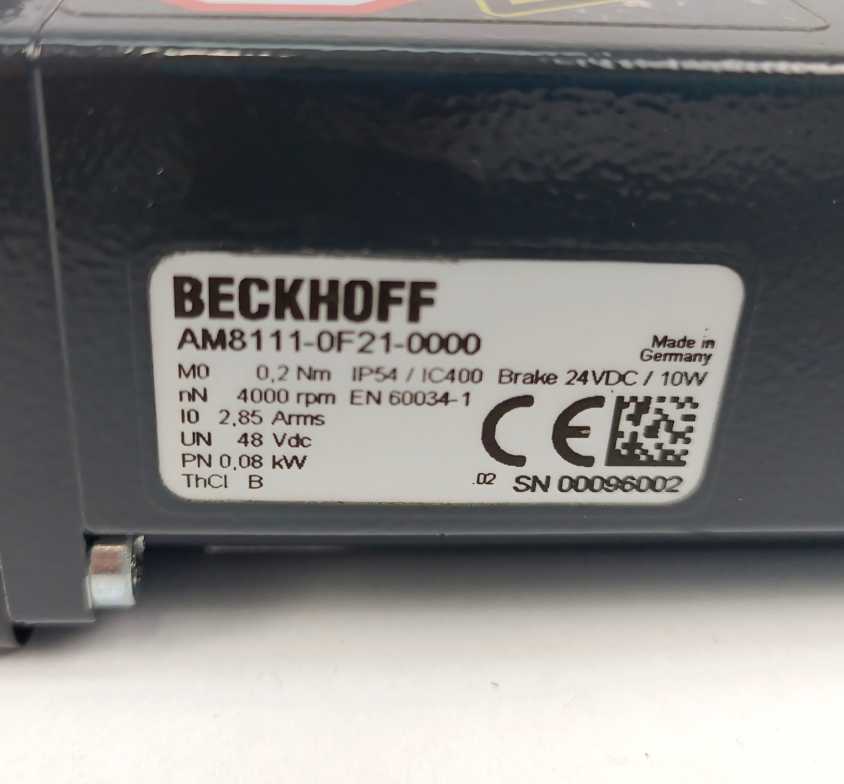 BECKHOFF
AM8111-0F21-0000
Made in
Germany
M0 0,2 Nm IP54 / IC400 Brake 24VDC / 10W
nN 4000 rpm EN 60034-1
I0 2,85 Arms
UN 48 Vdc
PN 0,08 kW
ThCl B
CE
.02 SN 00096002